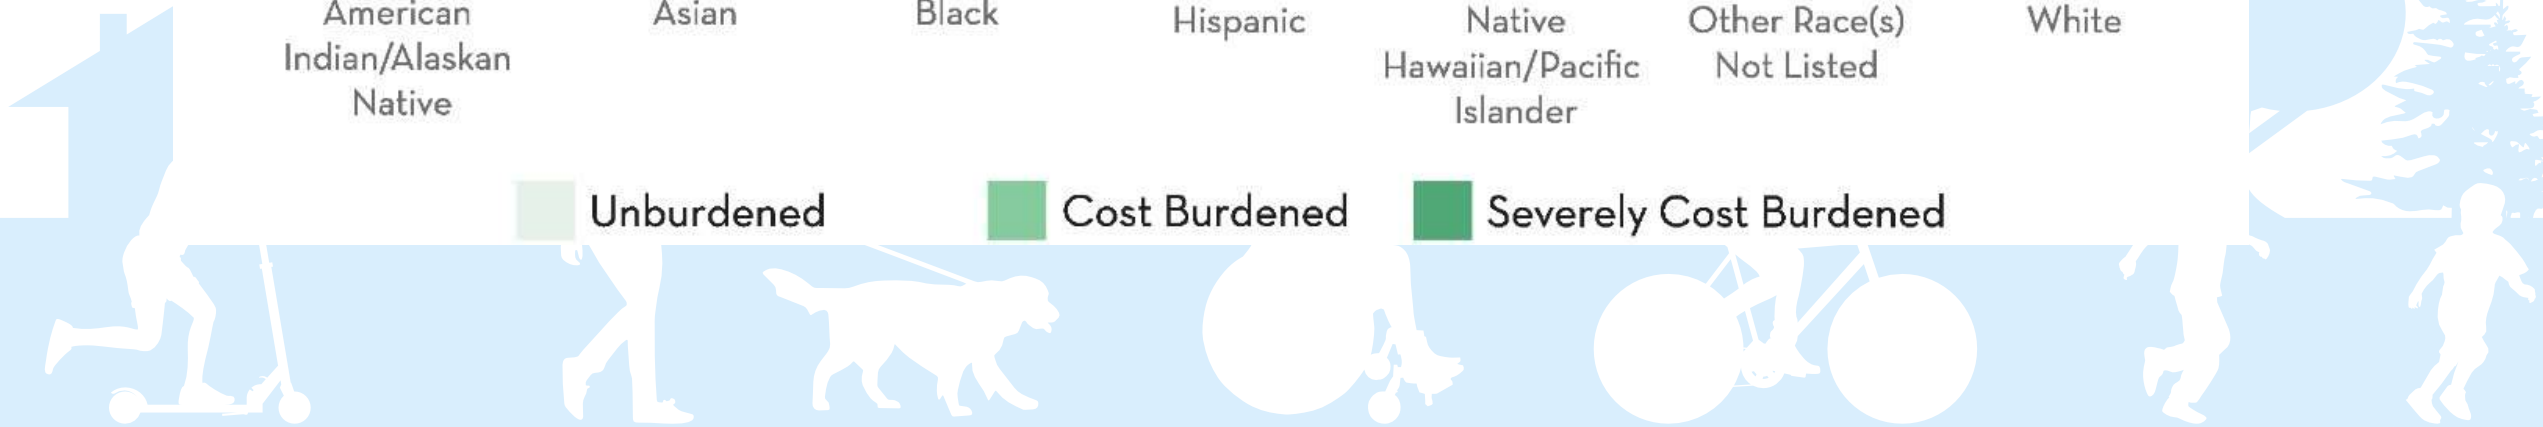 American Indian/Alaskan Native
Asian
Black
Hispanic
Native Hawaiian/Pacific Islander
Other Race(s) Not Listed
White
Unburdened
Cost Burdened
Severely Cost Burdened